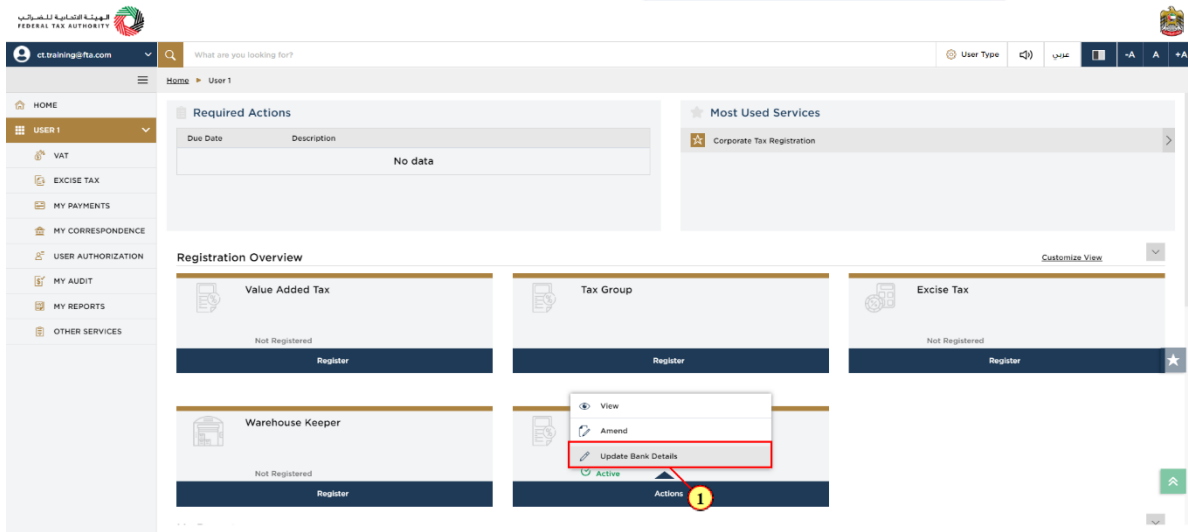 الهيئة الاتحادية للضرائب
FEDERAL TAX AUTHORITY
ct.training@fta.com
What are you looking for?
User Type
عربي
-A
A
+A
Home
User 1
HOME
USER 1
VAT
EXCISE TAX
MY PAYMENTS
MY CORRESPONDENCE
USER AUTHORIZATION
MY AUDIT
MY REPORTS
OTHER SERVICES
Required Actions
Due Date Description
No data
Most Used Services
Corporate Tax Registration
Registration Overview
Customize View
Value Added Tax
Not Registered
Register
Tax Group
Register
Excise Tax
Not Registered
Register
Warehouse Keeper
Not Registered
Register
View
Amend
Update Bank Details
Active
Actions
1